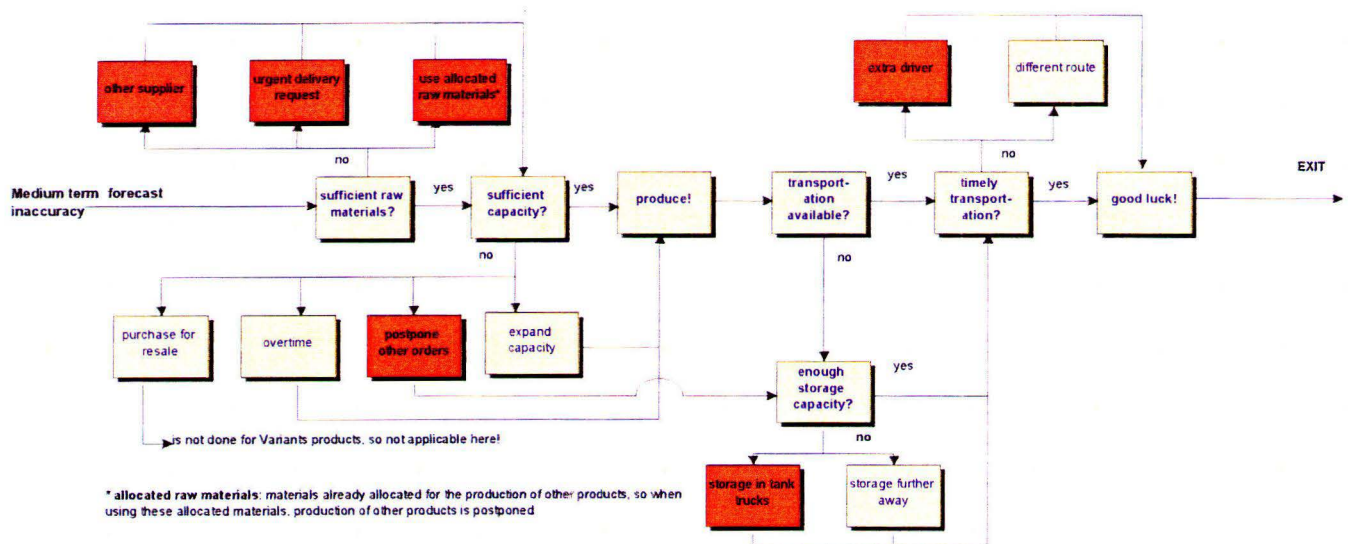 other supplier
urgent delivery
request
use allocated
raw materials*
extra driver
different route
no
no
Medium term forecast
inaccuracy
sufficient raw
materials?
yes
sufficient
capacity?
yes
produce!
transport-
ation
available?
yes
timely
transport-
ation?
yes
good luck!
EXIT
no
no
purchase for
resale
overtime
postpone
other orders
expand
capacity
enough
storage
capacity?
yes
is not done for Variants products, so not applicable here!
no
* allocated raw materials: materials already allocated for the production of other products, so when
using these allocated materials, production of other products is postponed
storage in tank
trucks
storage further
away